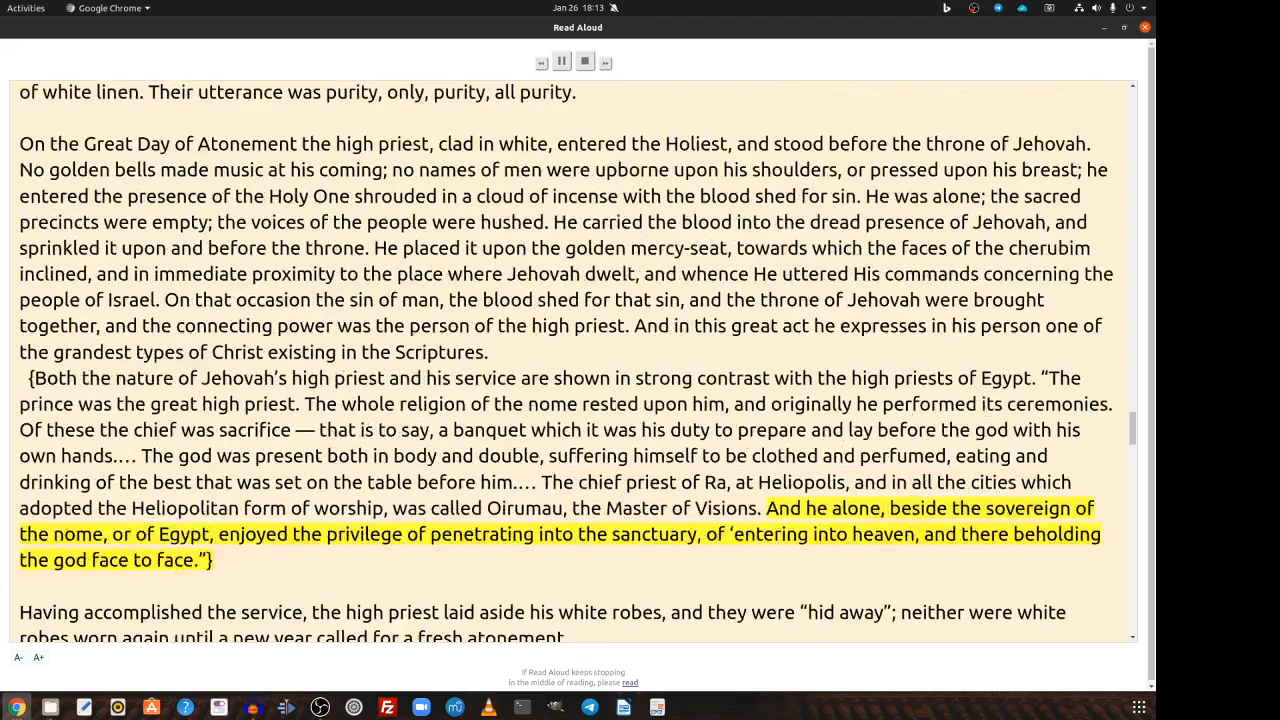 Activities
Google Chrome
Jan 26 18:13
Read Aloud
of white linen. Their utterance was purity, only, purity, all purity.
On the Great Day of Atonement the high priest, clad in white, entered the Holiest, and stood before the throne of Jehovah.
No golden bells made music at his coming; no names of men were upborne upon his shoulders, or pressed upon his breast; he
entered the presence of the Holy One shrouded in a cloud of incense with the blood shed for sin. He was alone; the sacred
precincts were empty; the voices of the people were hushed. He carried the blood into the dread presence of Jehovah, and
sprinkled it upon and before the throne. He placed it upon the golden mercy-seat, towards which the faces of the cherubim
inclined, and in immediate proximity to the place where Jehovah dwelt, and whence He uttered His commands concerning the
people of Israel. On that occasion the sin of man, the blood shed for that sin, and the throne of Jehovah were brought
together, and the connecting power was the person of the high priest. And in this great act he expresses in his person one of
the grandest types of Christ existing in the Scriptures.
{Both the nature of Jehovah’s high priest and his service are shown in strong contrast with the high priests of Egypt. “The
prince was the great high priest. The whole religion of the nome rested upon him, and originally he performed its ceremonies.
Of these the chief was sacrifice — that is to say, a banquet which it was his duty to prepare and lay before the god with his
own hands.… The god was present both in body and double, suffering himself to be clothed and perfumed, eating and
drinking of the best that was set on the table before him.… The chief priest of Ra, at Heliopolis, and in all the cities which
adopted the Heliopolitan form of worship, was called Oirumau, the Master of Visions. And he alone, beside the sovereign of
the nome, or of Egypt, enjoyed the privilege of penetrating into the sanctuary, of ‘entering into heaven, and there beholding
the god face to face.”}
Having accomplished the service, the high priest laid aside his white robes, and they were “hid away”; neither were white
robes worn again until a new year called for a fresh atonement.
A- A+
If Read Aloud keeps stopping
in the middle of reading, please read